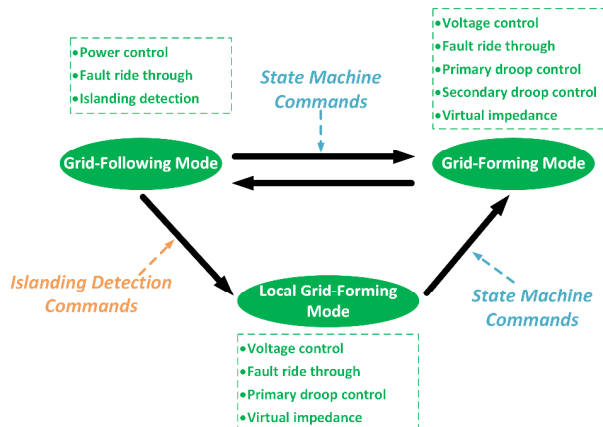 •Power control
•Fault ride through
•Islanding detection
State Machine
Commands
•Voltage control
•Fault ride through
•Primary droop control
•Secondary droop control
•Virtual impedance
Grid-Following Mode
Grid-Forming Mode
Islanding Detection
Commands
Local Grid-Forming
Mode
State Machine
Commands
•Voltage control
•Fault ride through
•Primary droop control
•Virtual impedance